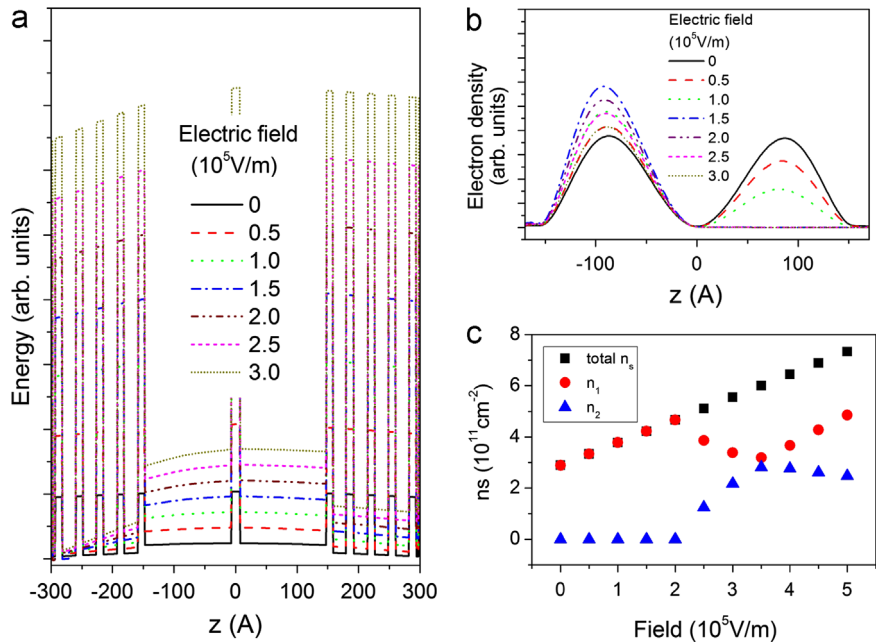 a
Energy (arb. units)
Electric field
(10⁵V/m)
0
0.5
1.0
1.5
2.0
2.5
3.0
-300 -200 -100 0 100 200 300
z (A)
b
Electron density
(arb. units)
Electric field
(10⁵V/m)
0
0.5
1.0
1.5
2.0
2.5
3.0
-100 0 100
z (A)
c
ns (10¹¹cm⁻²)
8
6
4
2
0
total nₛ
n₁
n₂
0 1 2 3 4 5
Field (10⁵V/m)